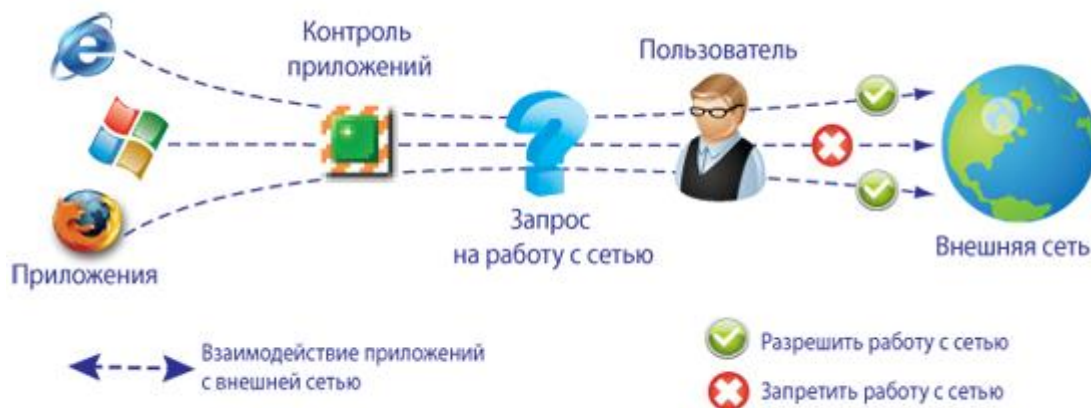 Контроль
приложений
Пользователь
Запрос
на работу с сетью
Приложения
Внешняя сеть
Взаимодействие приложений
с внешней сетью
Разрешить работу с сетью
Запретить работу с сетью